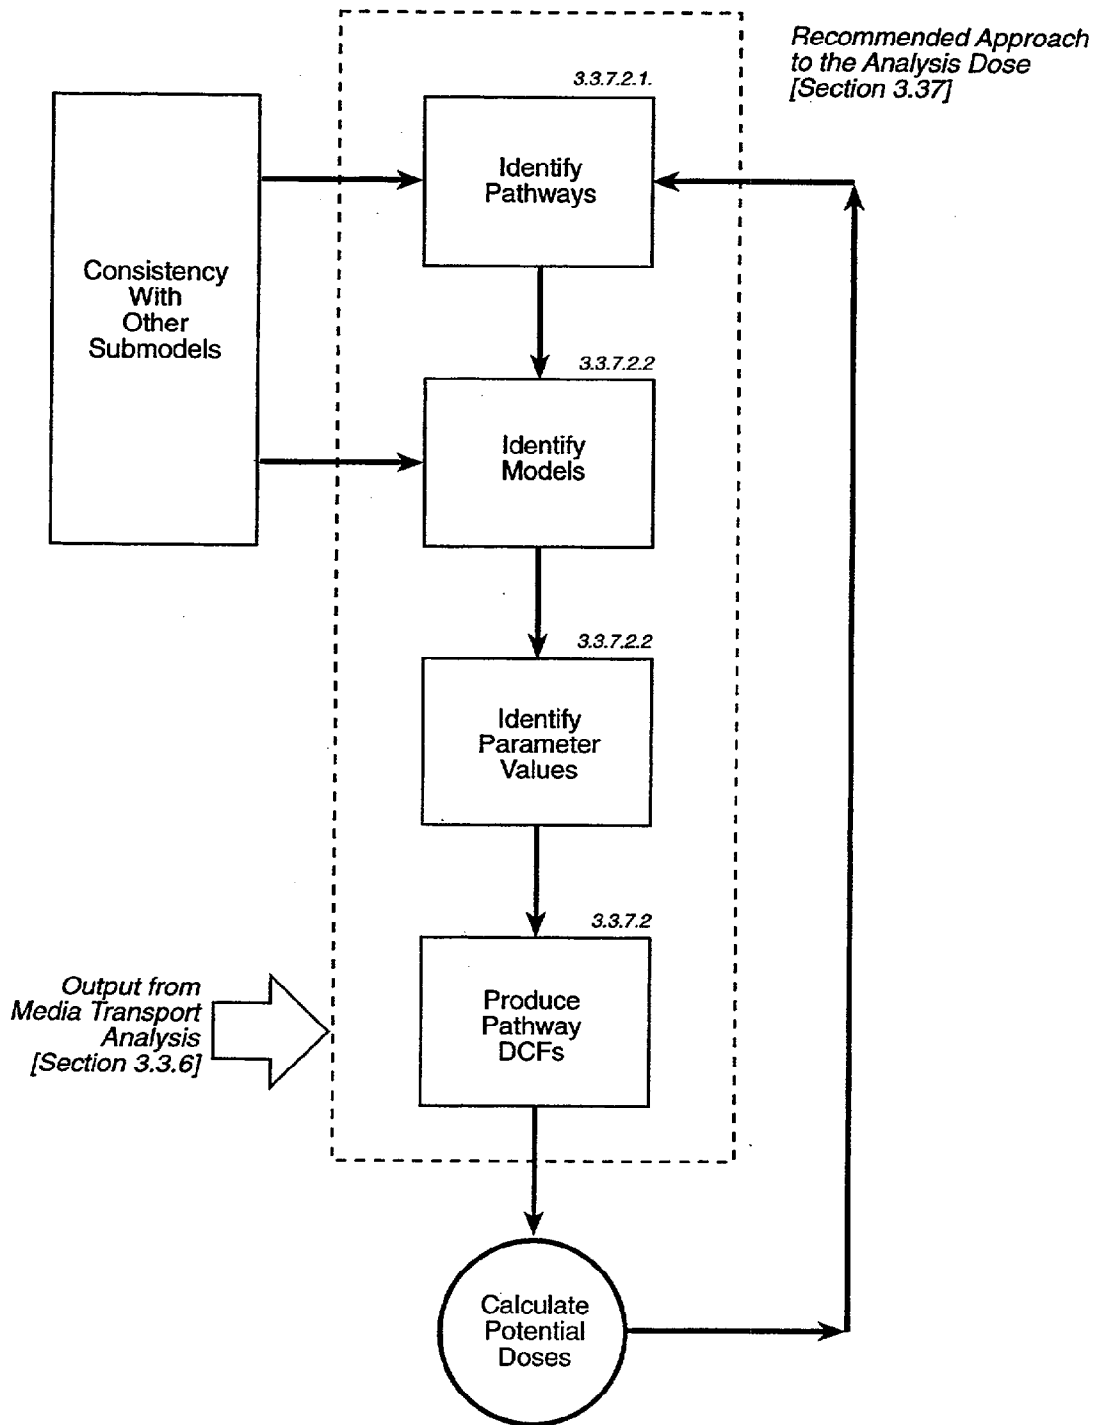 Recommended Approach
to the Analysis Dose
[Section 3.37]
3.3.7.2.1.
Identify
Pathways
Consistency
With
Other
Submodels
3.3.7.2.2
Identify
Models
3.3.7.2.2
Identify
Parameter
Values
3.3.7.2
Produce
Pathway
DCFs
Output from
Media Transport
Analysis
[Section 3.3.6]
Calculate
Potential
Doses